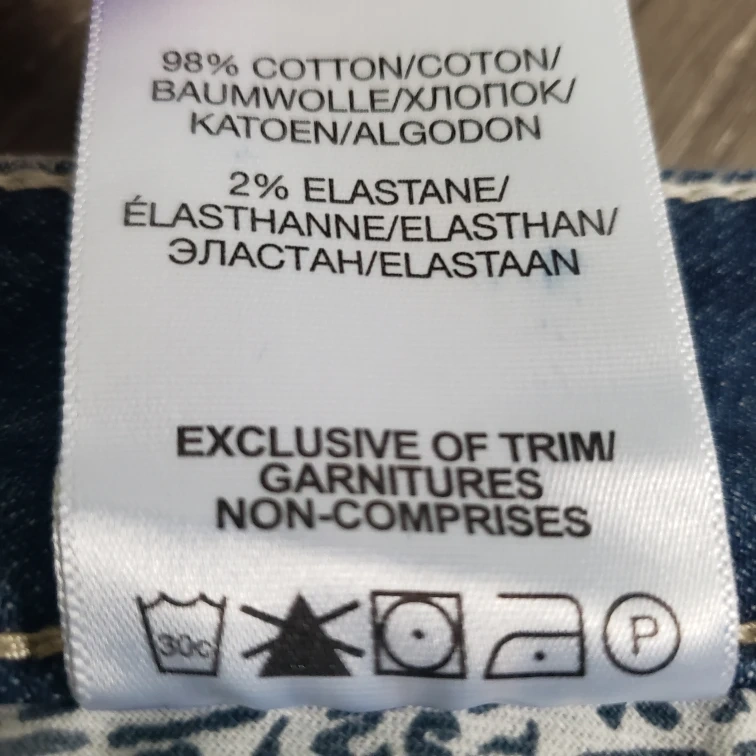 98% COTTON/COTON/
BAUMWOLLE/ХЛОПОК/
KATOEN/ALGODON
2% ELASTANE/
ÉLASTHANNE/ELASTHAN/
ЭЛАСТАН/ELASTAAN
EXCLUSIVE OF TRIM/
GARNITURES
NON-COMPRISES
30c P